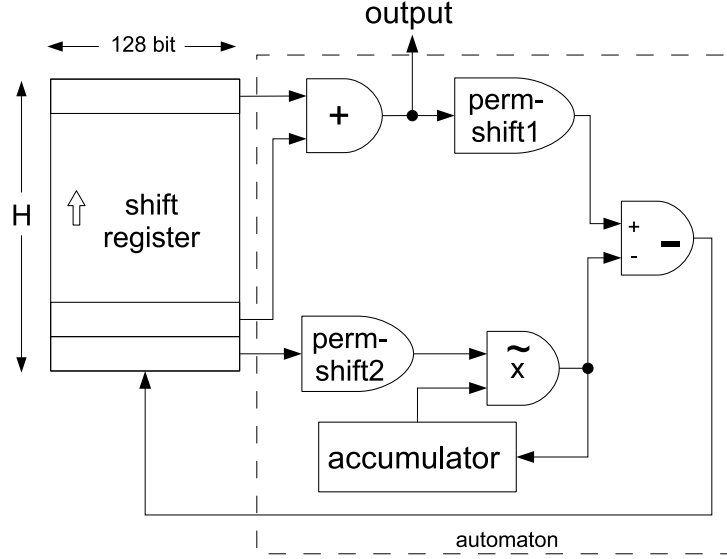 output
128 bit
+
perm-
shift1
H
shift
register
+
-
−
perm-
shift2
~
x
accumulator
automaton